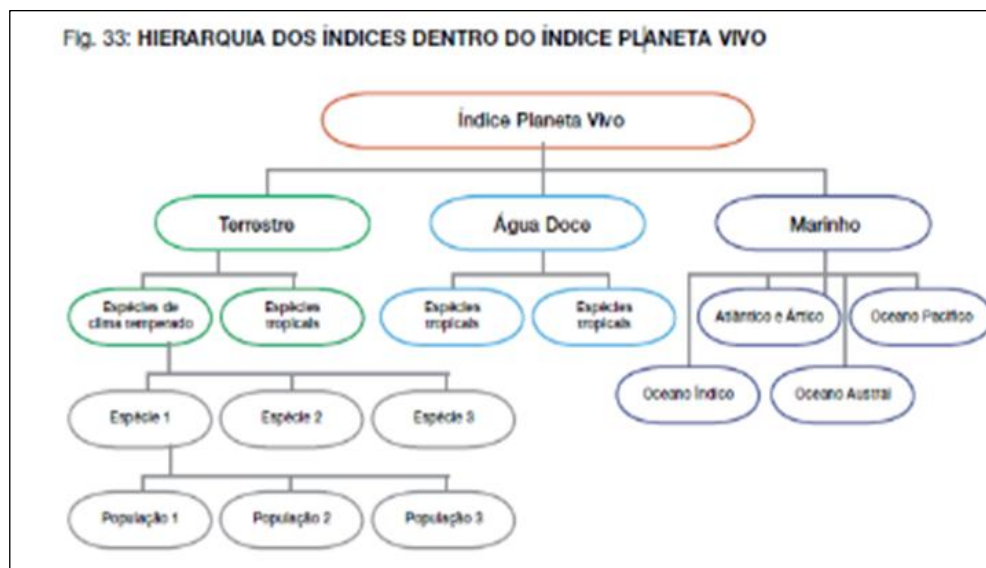 Fig. 33: HIERARQUIA DOS ÍNDICES DENTRO DO ÍNDICE PLANETA VIVO
Índice Planeta Vivo
Terrestre
Água Doce
Marinho
Espécies de
clima temperado
Espécies
tropicais
Espécies
tropicais
Espécies
tropicais
Atlântico e Ártico
Oceano Pacífico
Oceano Índico
Oceano Austral
Espécie 1
Espécie 2
Espécie 3
População 1
População 2
População 3